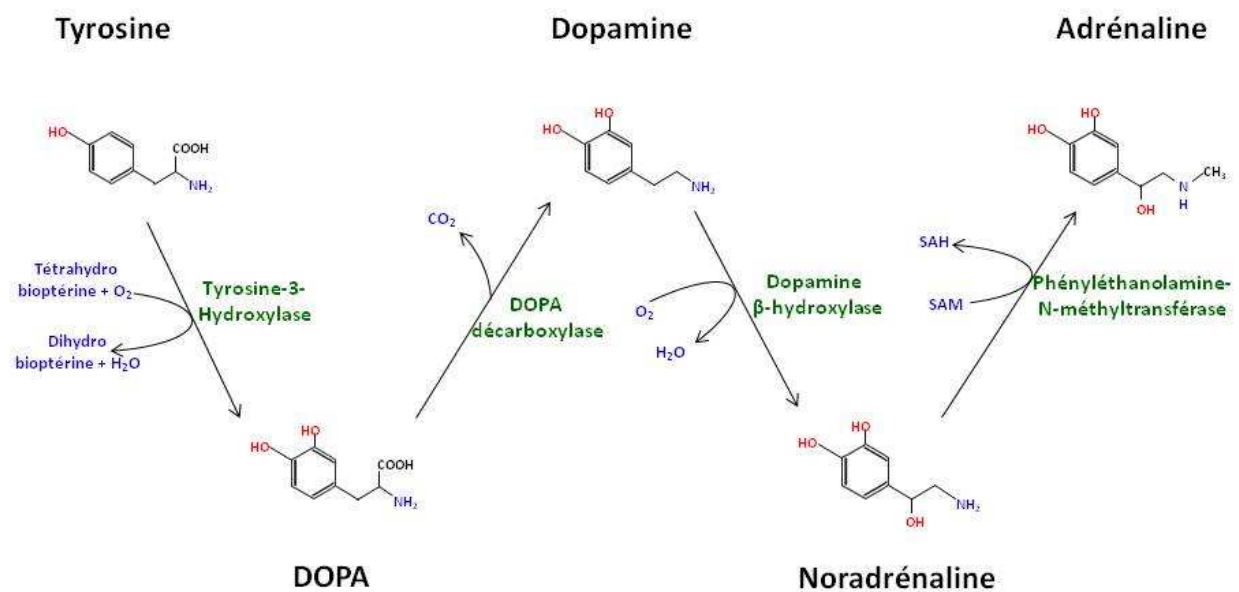 Tyrosine
Dopamine
Adrénaline
HO
COOH
NH₂
HO
HO
NH₂
HO
HO
OH
N
H
CH₃
Tétrahydro
bioptérine + O₂
Dihydro
bioptérine + H₂O
Tyrosine-3-
Hydroxylase
CO₂
DOPA
décarboxylase
O₂
H₂O
Dopamine
β-hydroxylase
SAH
SAM
Phényléthanolamine-
N-méthyltransférase
HO
HO
COOH
NH₂
HO
HO
OH
NH₂
DOPA
Noradrénaline